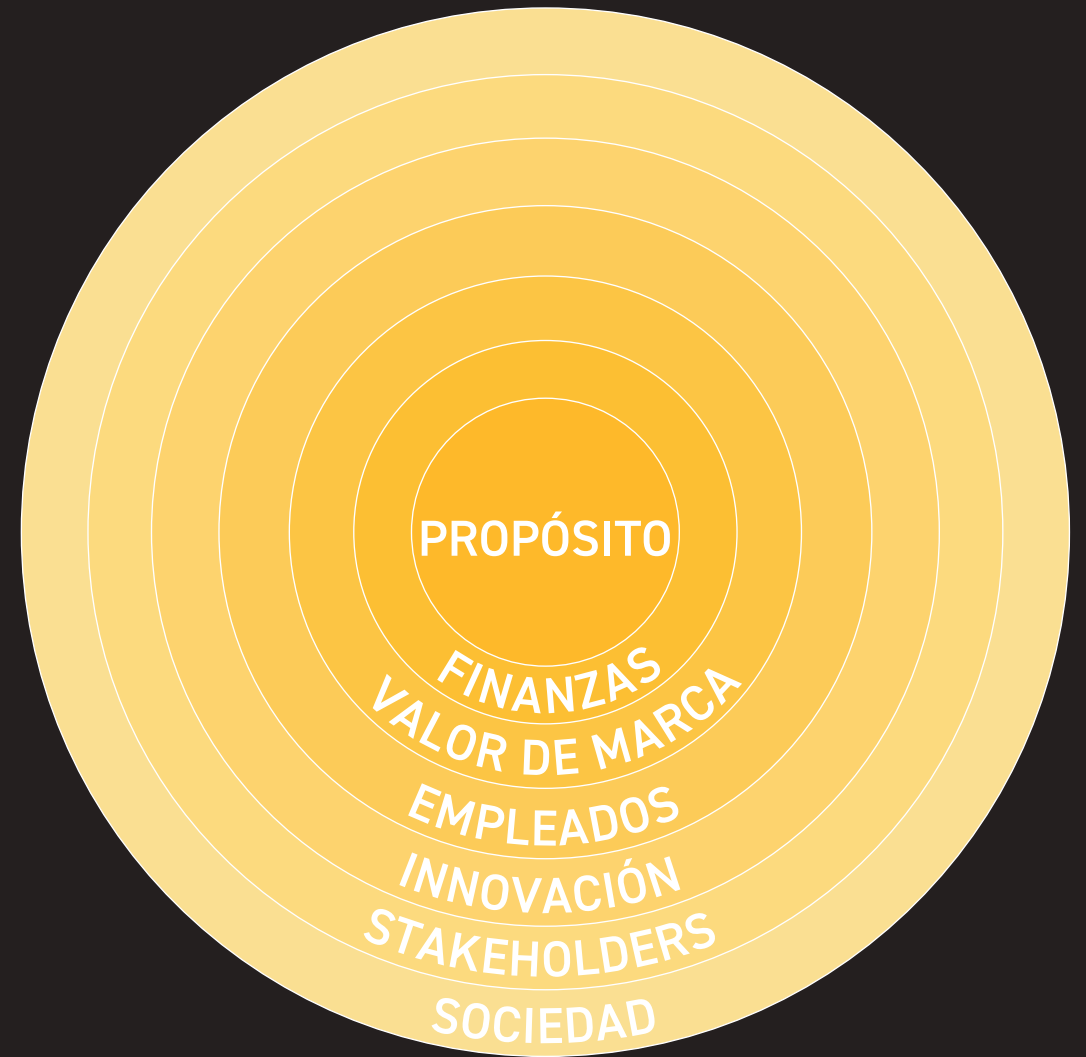 PROPÓSITO
FINANZAS
VALOR DE MARCA
EMPLEADOS
INNOVACIÓN
STAKEHOLDERS
SOCIEDAD